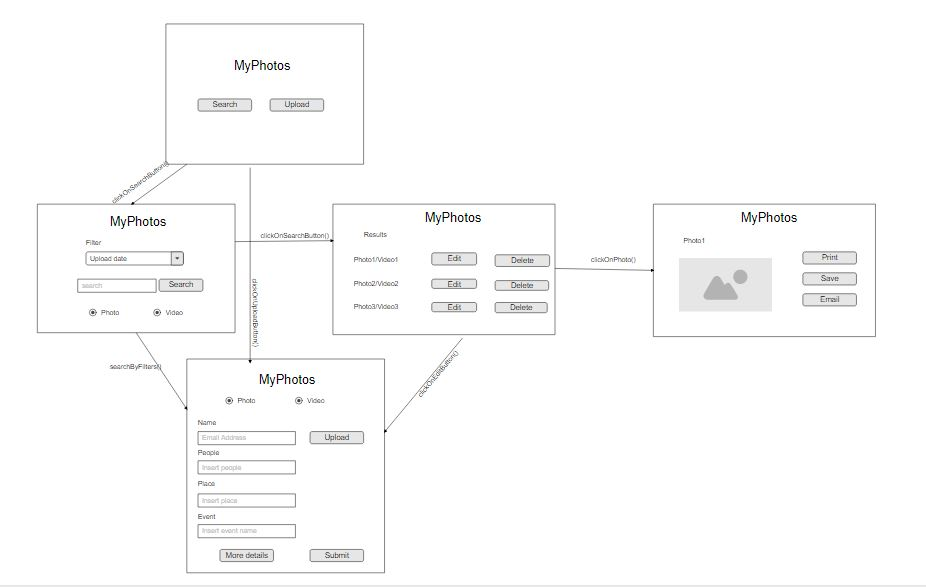 MyPhotos
Search
Upload
clickOnSearchButton()
clickOnUploadButton()
MyPhotos
Filter
Upload date
search
Search
Photo
Video
clickOnSearchButton()
searchByFilters()
MyPhotos
Results
Photo1/Video1
Edit
Delete
Photo2/Video2
Edit
Delete
Photo3/Video3
Edit
Delete
clickOnPhoto()
clickOnEditButton()
MyPhotos
Photo1
Print
Save
Email
MyPhotos
Photo
Video
Name
Email Address
Upload
People
Insert people
Place
Insert place
Event
Insert event name
More details
Submit